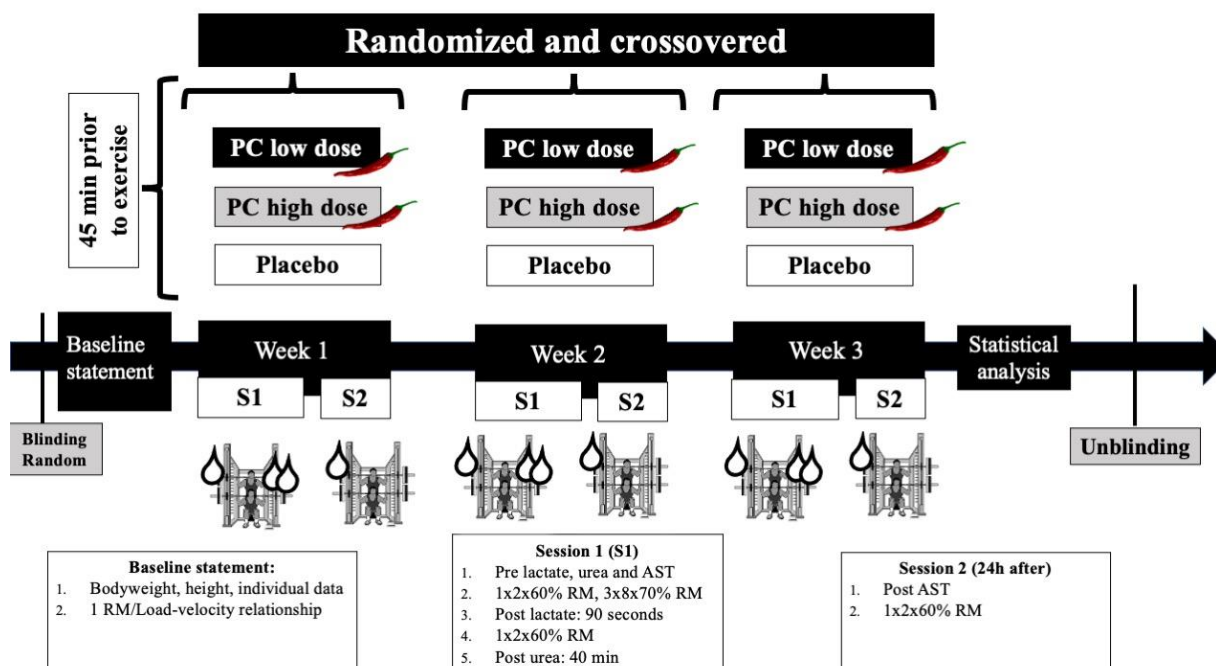 Randomized and crossovered
45 min prior
to exercise
PC low dose
PC high dose
Placebo
PC low dose
PC high dose
Placebo
PC low dose
PC high dose
Placebo
Baseline
statement
Week 1
Week 2
Week 3
Statistical
analysis
S1
S2
S1
S2
S1
S2
Blinding
Random
Unblinding
Baseline statement:
1. Bodyweight, height, individual data
2. 1 RM/Load-velocity relationship
Session 1 (S1)
1. Pre lactate, urea and AST
2. 1x2x60% RM, 3x8x70% RM
3. Post lactate: 90 seconds
4. 1x2x60% RM
5. Post urea: 40 min
Session 2 (24h after)
1. Post AST
2. 1x2x60% RM